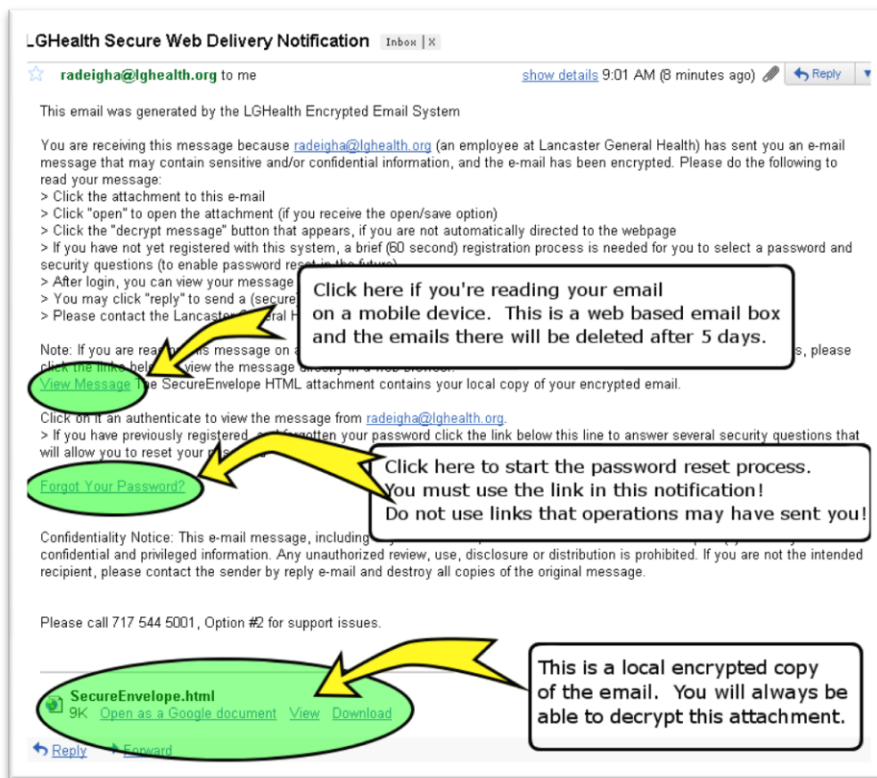 LGHealth Secure Web Delivery Notification Inbox | X
radeigha@lghealth.org to me show details 9:01 AM (8 minutes ago) Reply
This email was generated by the LGHealth Encrypted Email System
You are receiving this message because radeigha@lghealth.org (an employee at Lancaster General Health) has sent you an e-mail
message that may contain sensitive and/or confidential information, and the e-mail has been encrypted. Please do the following to
read your message:
> Click the attachment to this e-mail
> Click "open" to open the attachment (if you receive the open/save option)
> Click the "decrypt message" button that appears, if you are not automatically directed to the webpage
> If you have not yet registered with this system, a brief (60 second) registration process is needed for you to select a password and
security questions (to enable password reset in the future)
> After login, you can view your message
> You may click "reply" to send a (secure)
> Please contact the Lancaster General H
Click here if you're reading your email
on a mobile device. This is a web based email box
and the emails there will be deleted after 5 days.
Note: If you are reading this message on a s, please
click the links below view the message directly in a web browser.
View Message The SecureEnvelope HTML attachment contains your local copy of your encrypted email.
Click on it an authenticate to view the message from radeigha@lghealth.org.
> If you have previously registered, and forgotten your password click the link below this line to answer several security questions that
will allow you to reset your
Forgot Your Password?
Click here to start the password reset process.
You must use the link in this notification!
Do not use links that operations may have sent you!
Confidentiality Notice: This e-mail message, including
confidential and privileged information. Any unauthorized review, use, disclosure or distribution is prohibited. If you are not the intended
recipient, please contact the sender by reply e-mail and destroy all copies of the original message.
Please call 717 544 5001, Option #2 for support issues.
SecureEnvelope.html
9K Open as a Google document View Download
This is a local encrypted copy
of the email. You will always be
able to decrypt this attachment.
Reply Forward